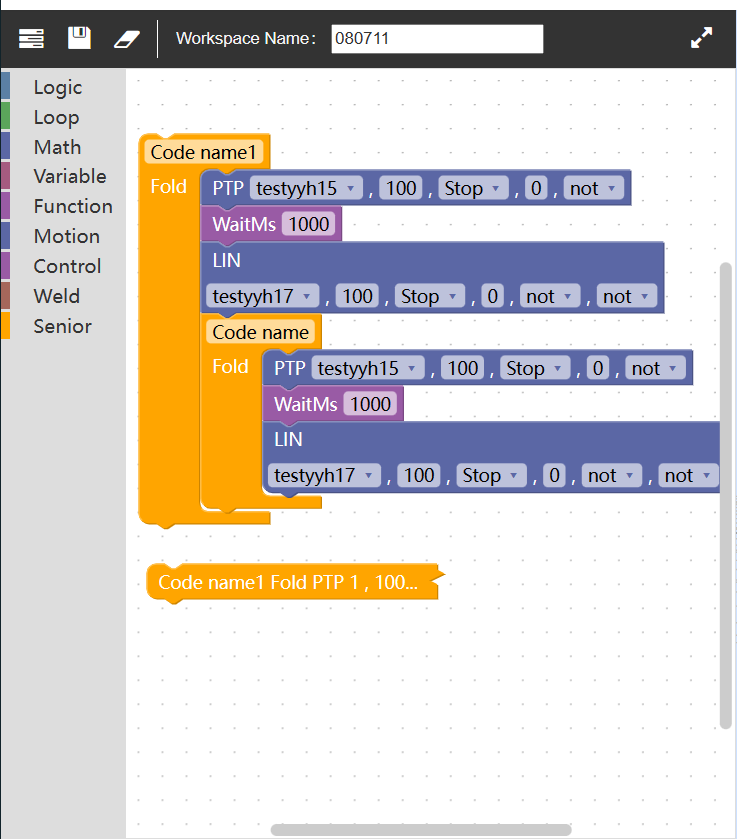 Workspace Name: 080711
Logic
Loop
Math
Variable
Function
Motion
Control
Weld
Senior
Code name1
Fold PTP testyyh15 , 100 , Stop , 0 , not
WaitMs 1000
LIN
testyyh17 , 100 , Stop , 0 , not , not
Code name
Fold PTP testyyh15 , 100 , Stop , 0 , not
WaitMs 1000
LIN
testyyh17 , 100 , Stop , 0 , not , not
Code name1 Fold PTP 1 , 100...